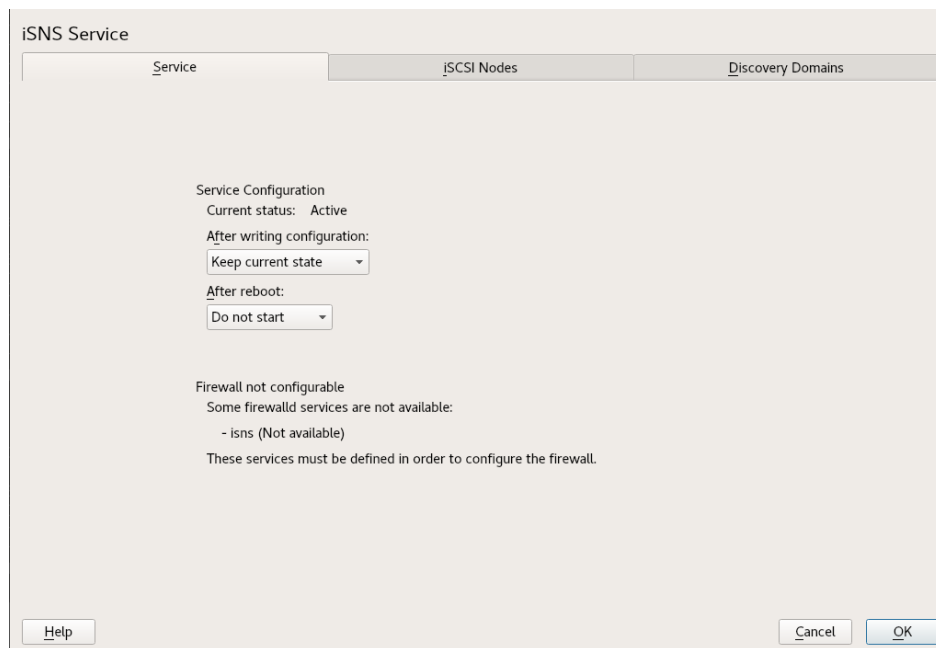 iSNS Service
Service iSCSI Nodes Discovery Domains
Service Configuration
Current status: Active
After writing configuration:
Keep current state
After reboot:
Do not start
Firewall not configurable
Some firewalld services are not available:
- isns (Not available)
These services must be defined in order to configure the firewall.
Help Cancel OK